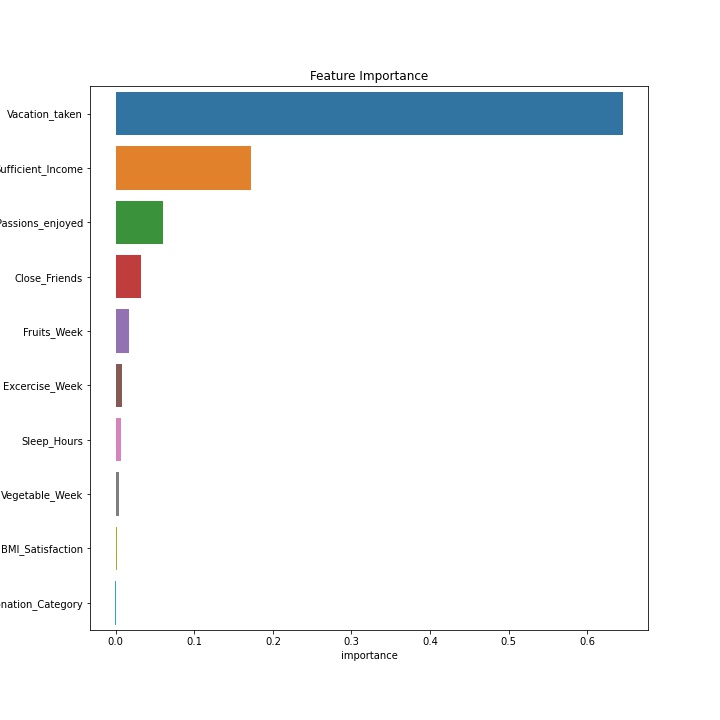 Feature Importance
Vacation_taken
ufficient_Income
Passions_enjoyed
Close_Friends
Fruits_Week
Excercise_Week
Sleep_Hours
Vegetable_Week
BMI_Satisfaction
nation_Category
0.0 0.1 0.2 0.3 0.4 0.5 0.6
importance